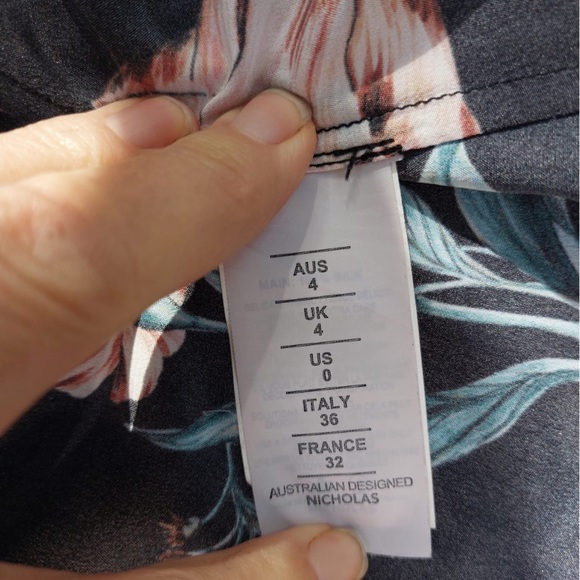 AUS
4
UK
4
US
0
ITALY
36
FRANCE
32
AUSTRALIAN DESIGNED
NICHOLAS